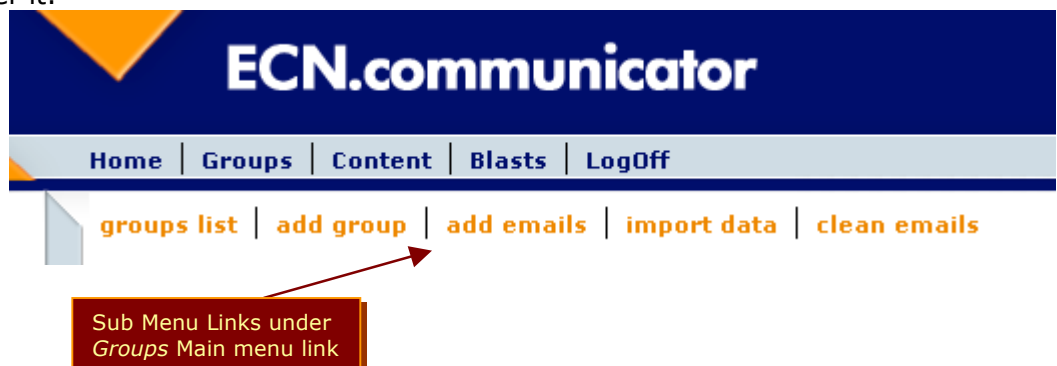 ECN.communicator
Home | Groups | Content | Blasts | LogOff
groups list | add group | add emails | import data | clean emails
Sub Menu Links under
Groups Main menu link